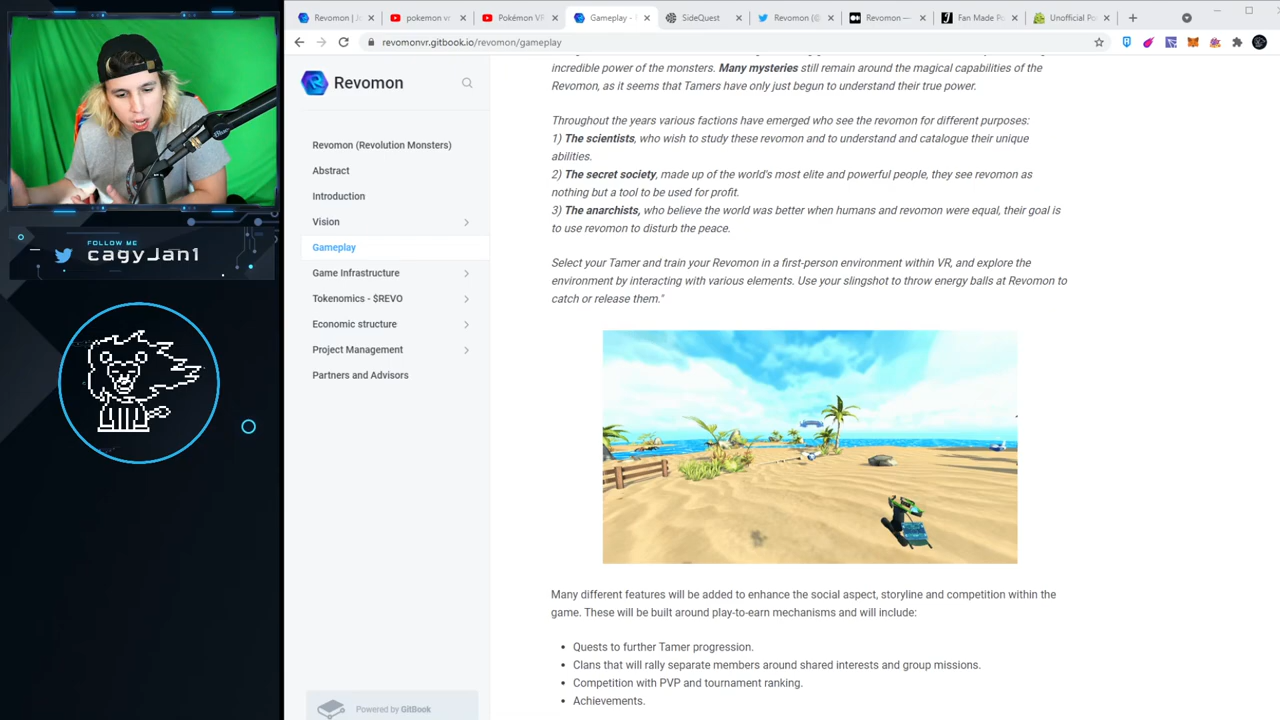 Revomon | Jo
pokemon vr
Pokémon VR
Gameplay -
SideQuest
Revomon (@
Revomon —
Fan Made Po
Unofficial Po
revomonvr.gitbook.io/revomon/gameplay
Revomon
Revomon (Revolution Monsters)
Abstract
Introduction
Vision
Gameplay
Game Infrastructure
Tokenomics - $REVO
Economic structure
Project Management
Partners and Advisors
Powered by GitBook
FOLLOW ME
cagyJan1
incredible power of the monsters. Many mysteries still remain around the magical capabilities of the
Revomon, as it seems that Tamers have only just begun to understand their true power.
Throughout the years various factions have emerged who see the revomon for different purposes:
1) The scientists, who wish to study these revomon and to understand and catalogue their unique
abilities.
2) The secret society, made up of the world's most elite and powerful people, they see revomon as
nothing but a tool to be used for profit.
3) The anarchists, who believe the world was better when humans and revomon were equal, their goal is
to use revomon to disturb the peace.
Select your Tamer and train your Revomon in a first-person environment within VR, and explore the
environment by interacting with various elements. Use your slingshot to throw energy balls at Revomon to
catch or release them."
Many different features will be added to enhance the social aspect, storyline and competition within the
game. These will be built around play-to-earn mechanisms and will include:
• Quests to further Tamer progression.
• Clans that will rally separate members around shared interests and group missions.
• Competition with PVP and tournament ranking.
• Achievements.